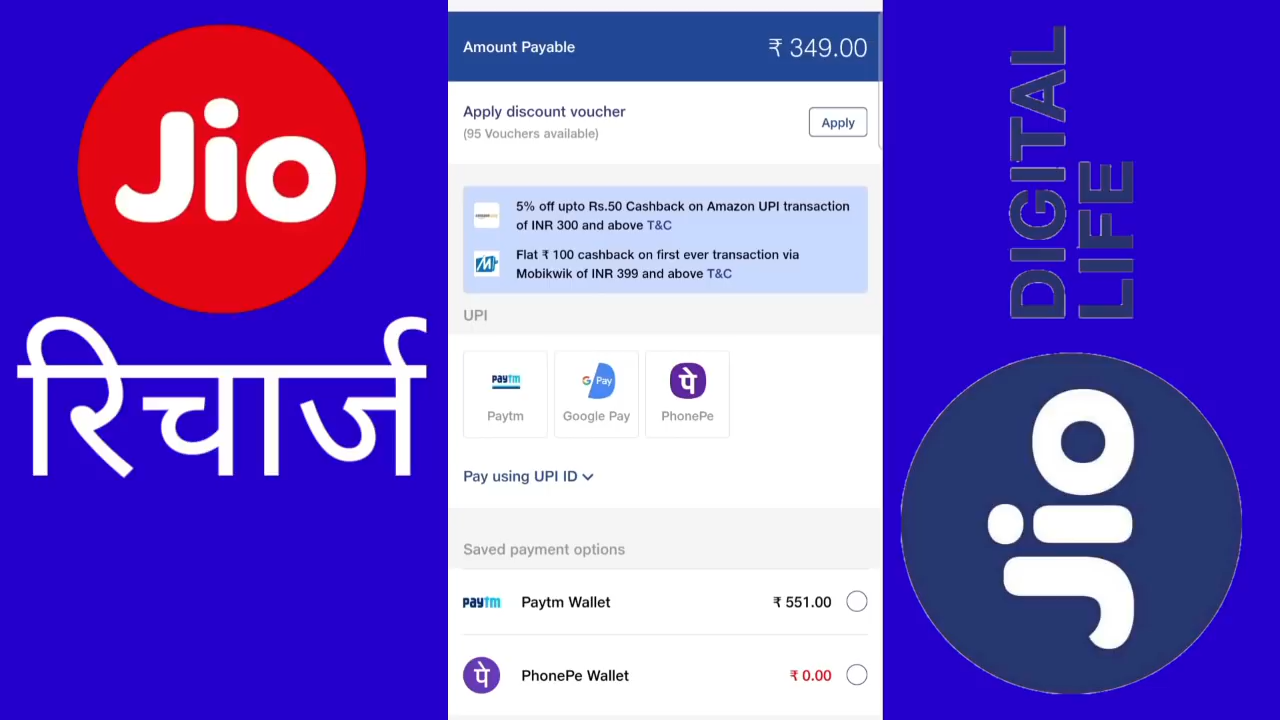 Jio
रिचार्ज
Amount Payable
₹ 349.00
Apply discount voucher
(95 Vouchers available)
Apply
5% off upto Rs.50 Cashback on Amazon UPI transaction
of INR 300 and above T&C
Flat ₹ 100 cashback on first ever transaction via
Mobikwik of INR 399 and above T&C
UPI
Paytm
Paytm
G Pay
Google Pay
पे
PhonePe
Pay using UPI ID
Saved payment options
Paytm
Paytm Wallet
₹ 551.00
पे
PhonePe Wallet
₹ 0.00
DIGITAL
LIFE
Jio